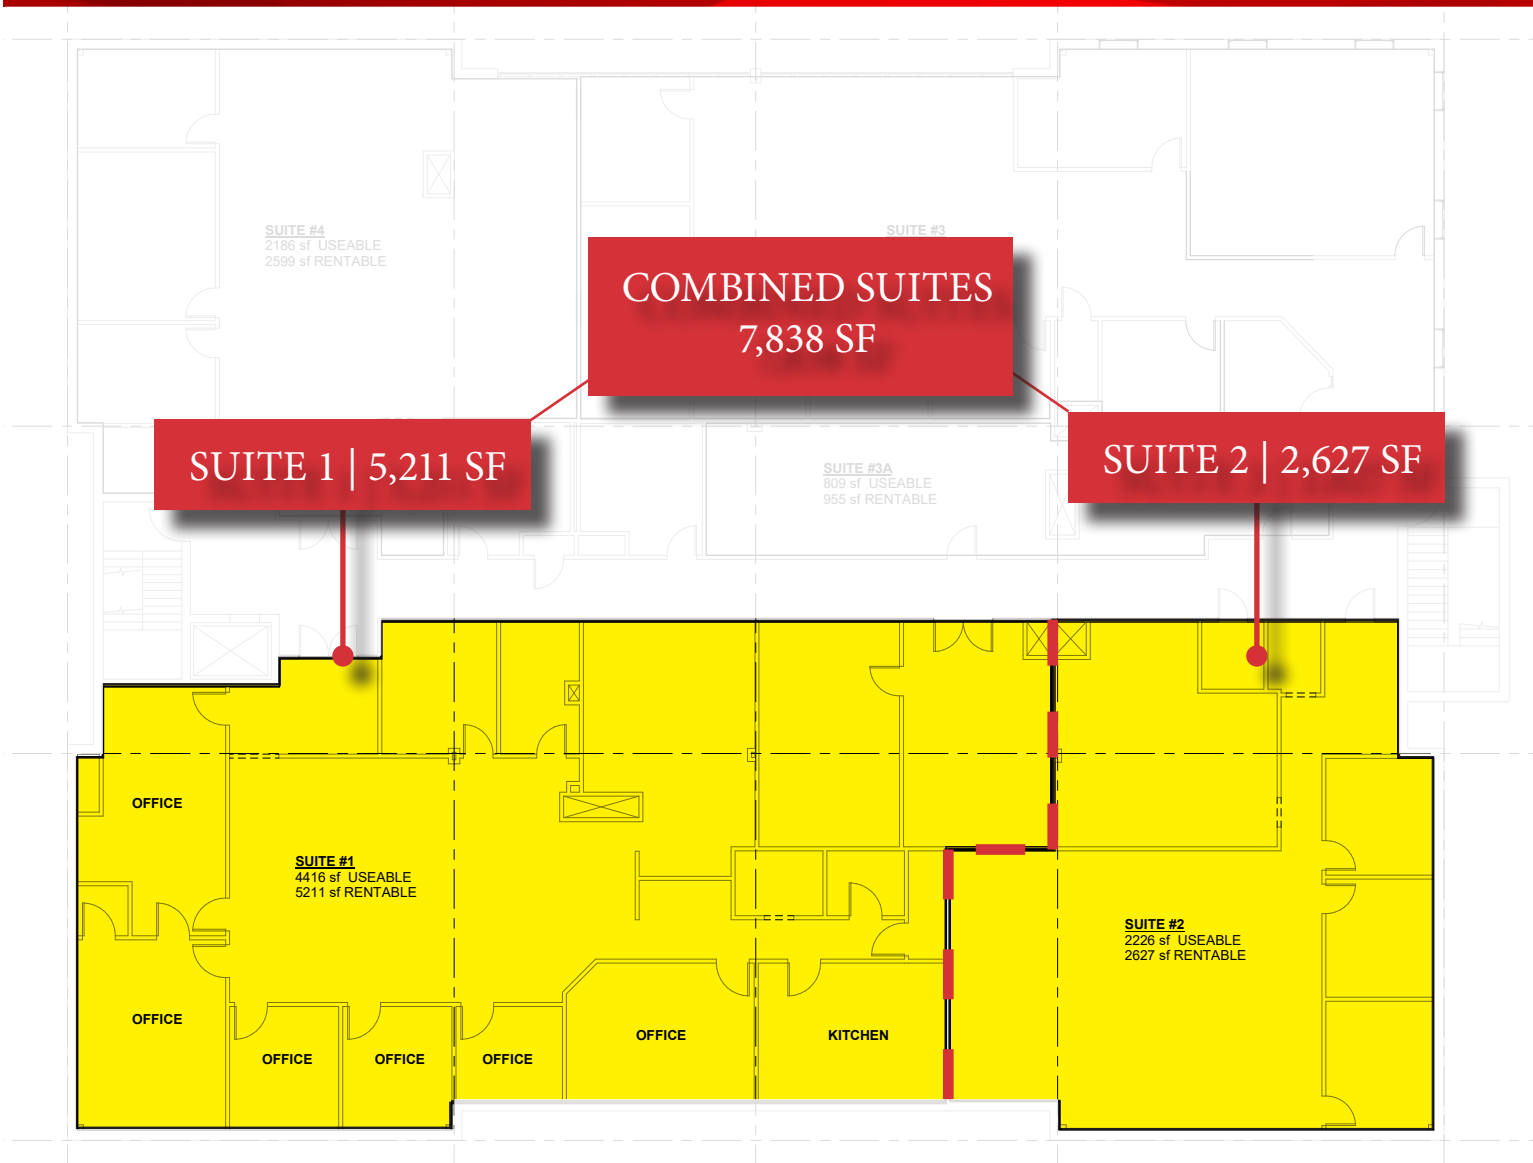 SUITE #4
2186 sf USEABLE
2599 sf RENTABLE
SUITE #3
COMBINED SUITES
7,838 SF
SUITE 1 | 5,211 SF
SUITE #3A
809 sf USEABLE
955 sf RENTABLE
SUITE 2 | 2,627 SF
OFFICE
SUITE #1
4416 sf USEABLE
5211 sf RENTABLE
SUITE #2
2226 sf USEABLE
2627 sf RENTABLE
OFFICE
OFFICE
OFFICE
OFFICE
OFFICE
KITCHEN